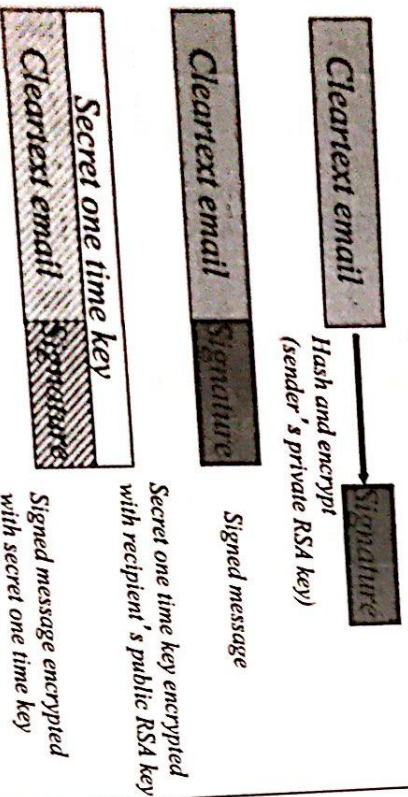 Cleartext email
Hash and encrypt
(sender's private RSA key)
Signature
Cleartext email
Signature
Signed message
Secret one time key
Secret one time key encrypted
with recipient's public RSA key
Cleartext email
Signature
Signed message encrypted
with secret one time key